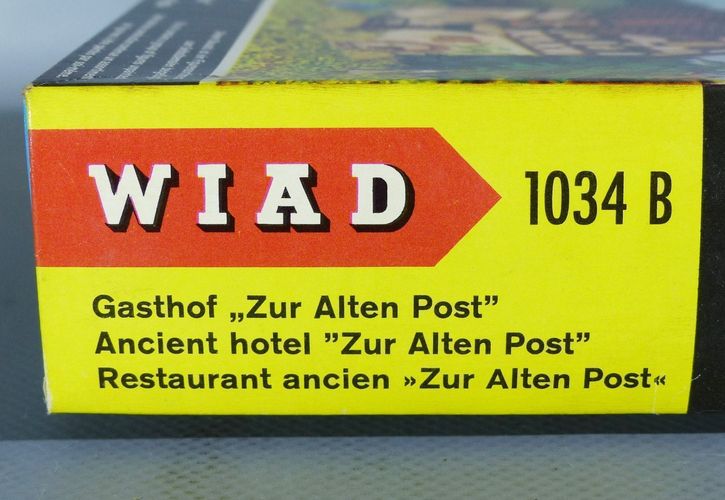 WIAD
1034 B
Gasthof „Zur Alten Post”
Ancient hotel ”Zur Alten Post”
Restaurant ancien »Zur Alten Post«